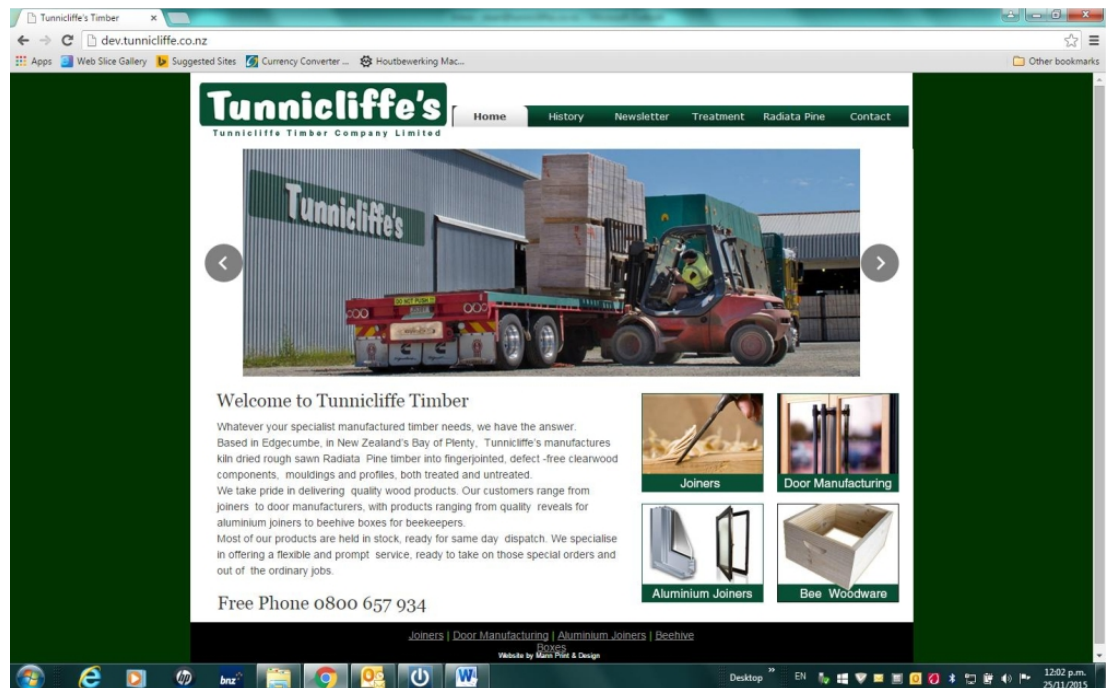 Tunnicliffe's Timber
dev.tunnicliffe.co.nz
Apps Web Slice Gallery Suggested Sites Currency Converter ... Houtbewerking Mac... Other bookmarks
Tunnicliffe's
Tunnicliffe Timber Company Limited
Home History Newsletter Treatment Radiata Pine Contact
Tunnicliffe's
DO NOT PUSH
Welcome to Tunnicliffe Timber
Whatever your specialist manufactured timber needs, we have the answer.
Based in Edgecumbe, in New Zealand's Bay of Plenty, Tunnicliffe's manufactures
kiln dried rough sawn Radiata Pine timber into fingerjointed, defect -free clearwood
components, mouldings and profiles, both treated and untreated.
We take pride in delivering quality wood products. Our customers range from
joiners to door manufacturers, with products ranging from quality reveals for
aluminium joiners to beehive boxes for beekeepers.
Most of our products are held in stock, ready for same day dispatch. We specialise
in offering a flexible and prompt service, ready to take on those special orders and
out of the ordinary jobs.
Free Phone 0800 657 934
Joiners
Door Manufacturing
Aluminium Joiners
Bee Woodware
Joiners | Door Manufacturing | Aluminium Joiners | Beehive
Boxes
Website by Mann Print & Design
hp bnz Desktop EN 12:02 p.m.
25/11/2015